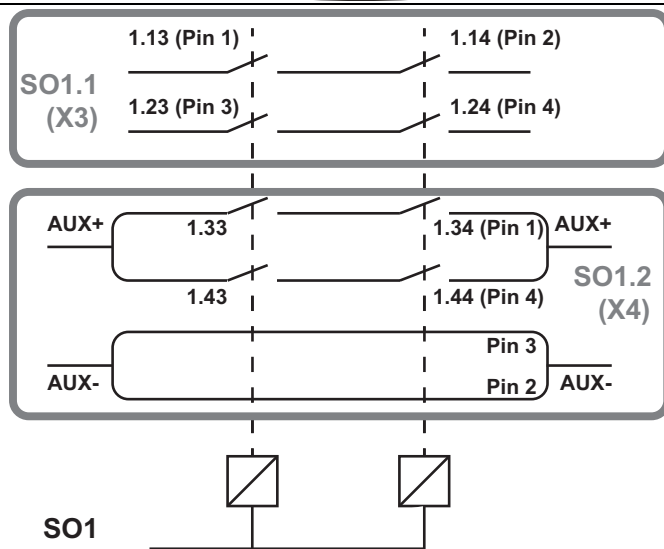 1.13 (Pin 1) 1.14 (Pin 2)
SO1.1
(X3)
1.23 (Pin 3) 1.24 (Pin 4)
AUX+ 1.33 1.34 (Pin 1) AUX+
1.43 1.44 (Pin 4)
SO1.2
(X4)
Pin 3
AUX- Pin 2 AUX-
SO1